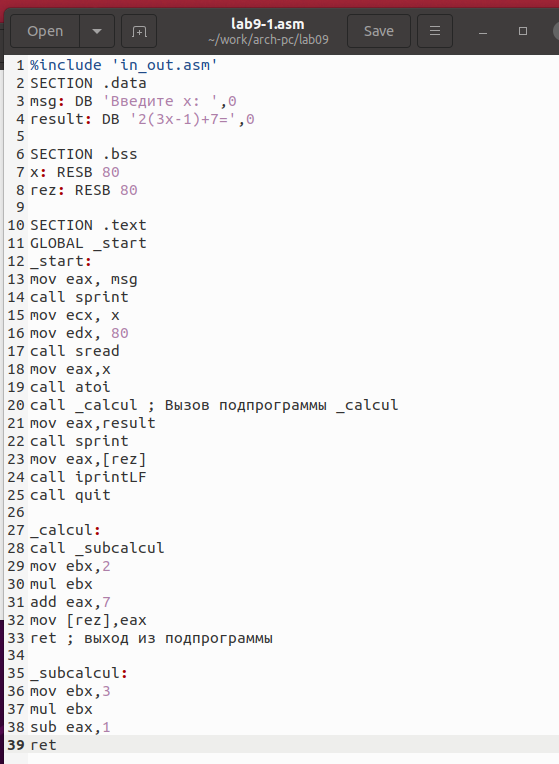 Open
lab9-1.asm
~/work/arch-pc/lab09
Save
1 %include 'in_out.asm'
2 SECTION .data
3 msg: DB 'Введите x: ',0
4 result: DB '2(3x-1)+7=',0
5
6 SECTION .bss
7 x: RESB 80
8 rez: RESB 80
9
10 SECTION .text
11 GLOBAL _start
12 _start:
13 mov eax, msg
14 call sprint
15 mov ecx, x
16 mov edx, 80
17 call sread
18 mov eax,x
19 call atoi
20 call _calcul ; Вызов подпрограммы _calcul
21 mov eax,result
22 call sprint
23 mov eax,[rez]
24 call iprintLF
25 call quit
26
27 _calcul:
28 call _subcalcul
29 mov ebx,2
30 mul ebx
31 add eax,7
32 mov [rez],eax
33 ret ; выход из подпрограммы
34
35 _subcalcul:
36 mov ebx,3
37 mul ebx
38 sub eax,1
39 ret